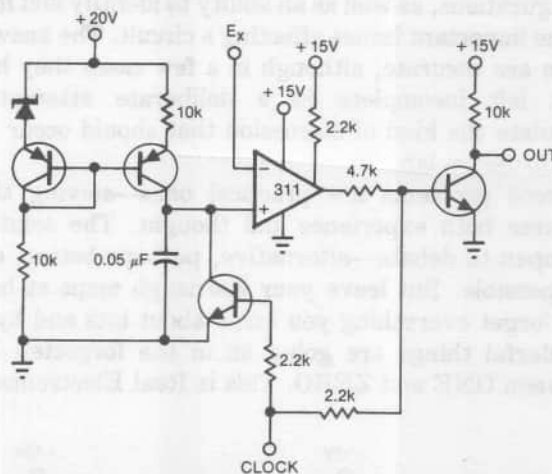 + 20V
Eₓ
+ 15V
+ 15V
+ 15V
10k
2.2k
10k
OUT
4.7k
311
+
10k
0.05 µF
2.2k
2.2k
CLOCK